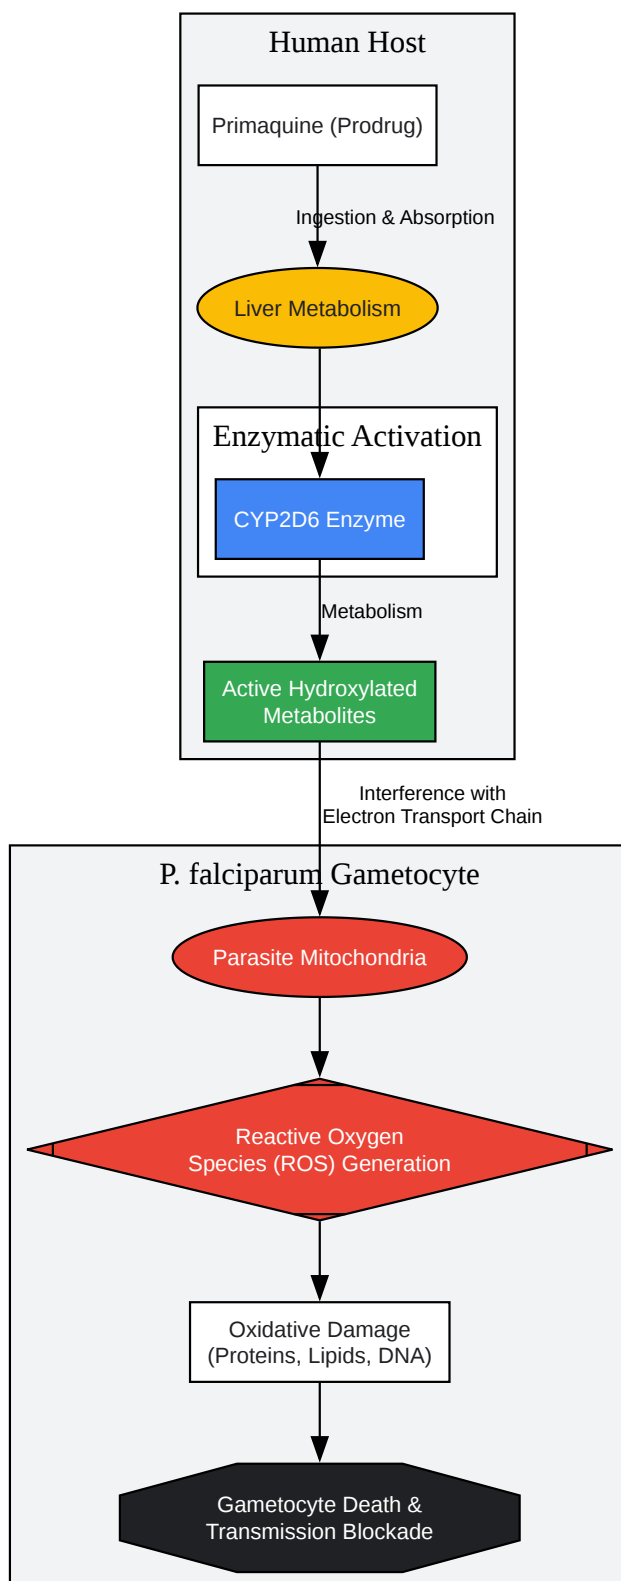 Human Host
Primaquine (Prodrug)
Ingestion & Absorption
Liver Metabolism
Enzymatic Activation
CYP2D6 Enzyme
Metabolism
Active Hydroxylated
Metabolites
Interference with
Electron Transport Chain
P. falciparum Gametocyte
Parasite Mitochondria
Reactive Oxygen
Species (ROS) Generation
Oxidative Damage
(Proteins, Lipids, DNA)
Gametocyte Death &
Transmission Blockade